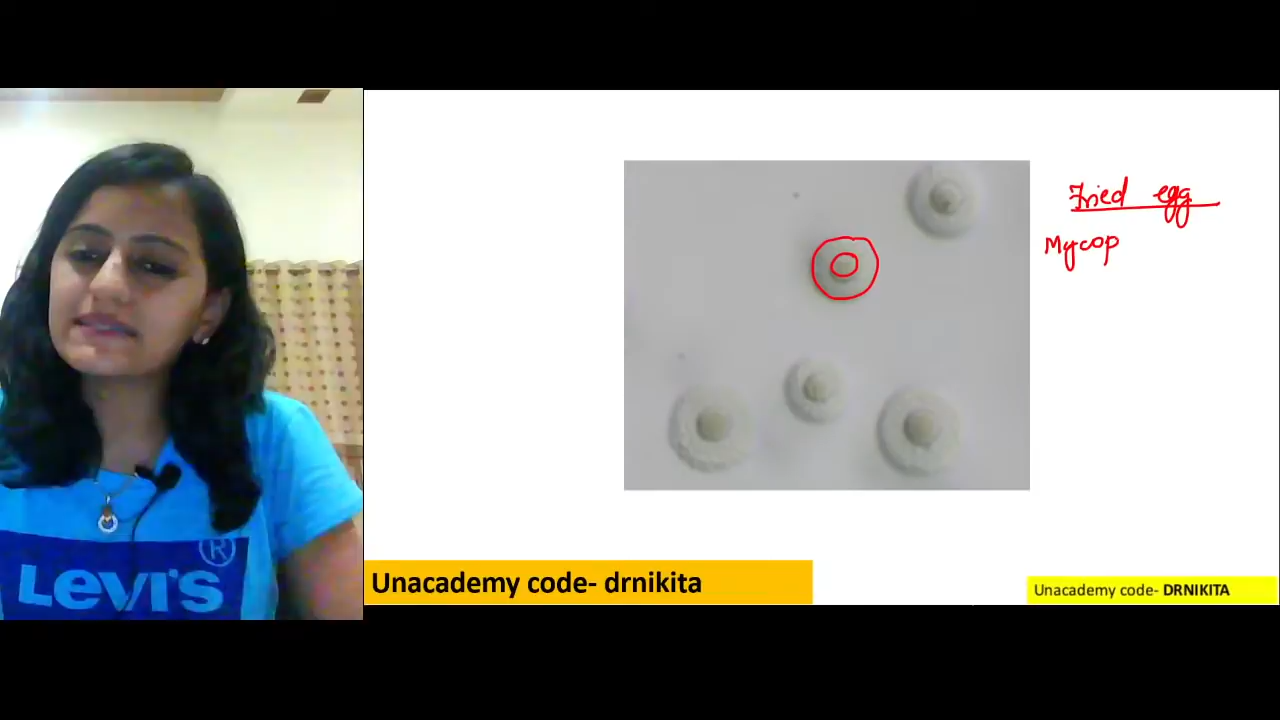 Fried egg
Mycop
LEVI'S
®
Unacademy code- drnikita
Unacademy code- DRNIKITA